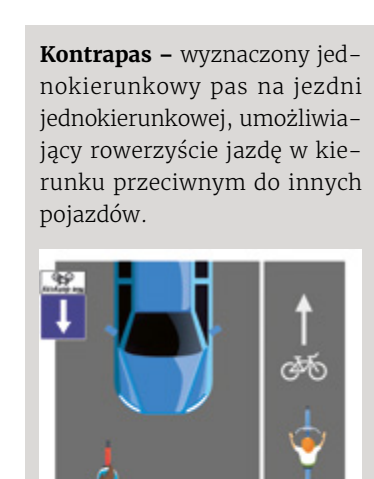 Kontrapas – wyznaczony jed-
nokierunkowy pas na jezdni
jednokierunkowej, umożliwia-
jący rowerzyście jazdę w kie-
runku przeciwnym do innych
pojazdów.